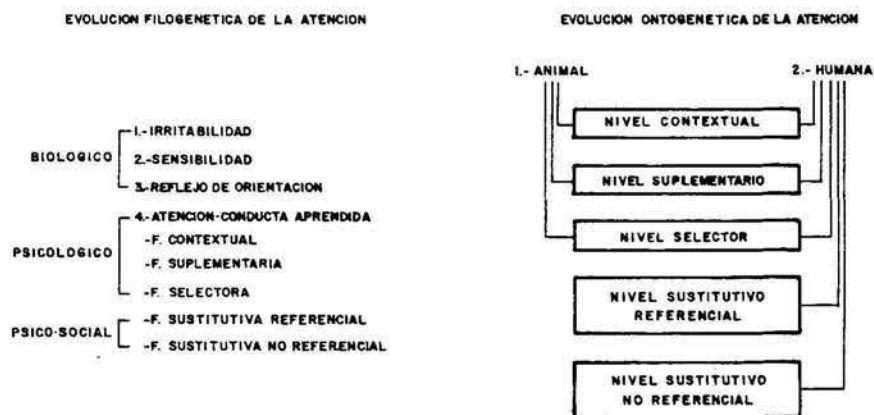 EVOLUCION FILOGENETICA DE LA ATENCION
BIOLOGICO
1.- IRRITABILIDAD
2.-SENSIBILIDAD
3.-REFLEJO DE ORIENTACION
PSICOLOGICO
4.-ATENCION-CONDUCTA APRENDIDA
-F. CONTEXTUAL
-F. SUPLEMENTARIA
-F. SELECTORA
PSICO-SOCIAL
-F. SUSTITUTIVA REFERENCIAL
-F. SUSTITUTIVA NO REFERENCIAL
EVOLUCION ONTOGENETICA DE LA ATENCION
1.- ANIMAL
2.- HUMANA
NIVEL CONTEXTUAL
NIVEL SUPLEMENTARIO
NIVEL SELECTOR
NIVEL SUSTITUTIVO
REFERENCIAL
NIVEL SUSTITUTIVO
NO REFERENCIAL